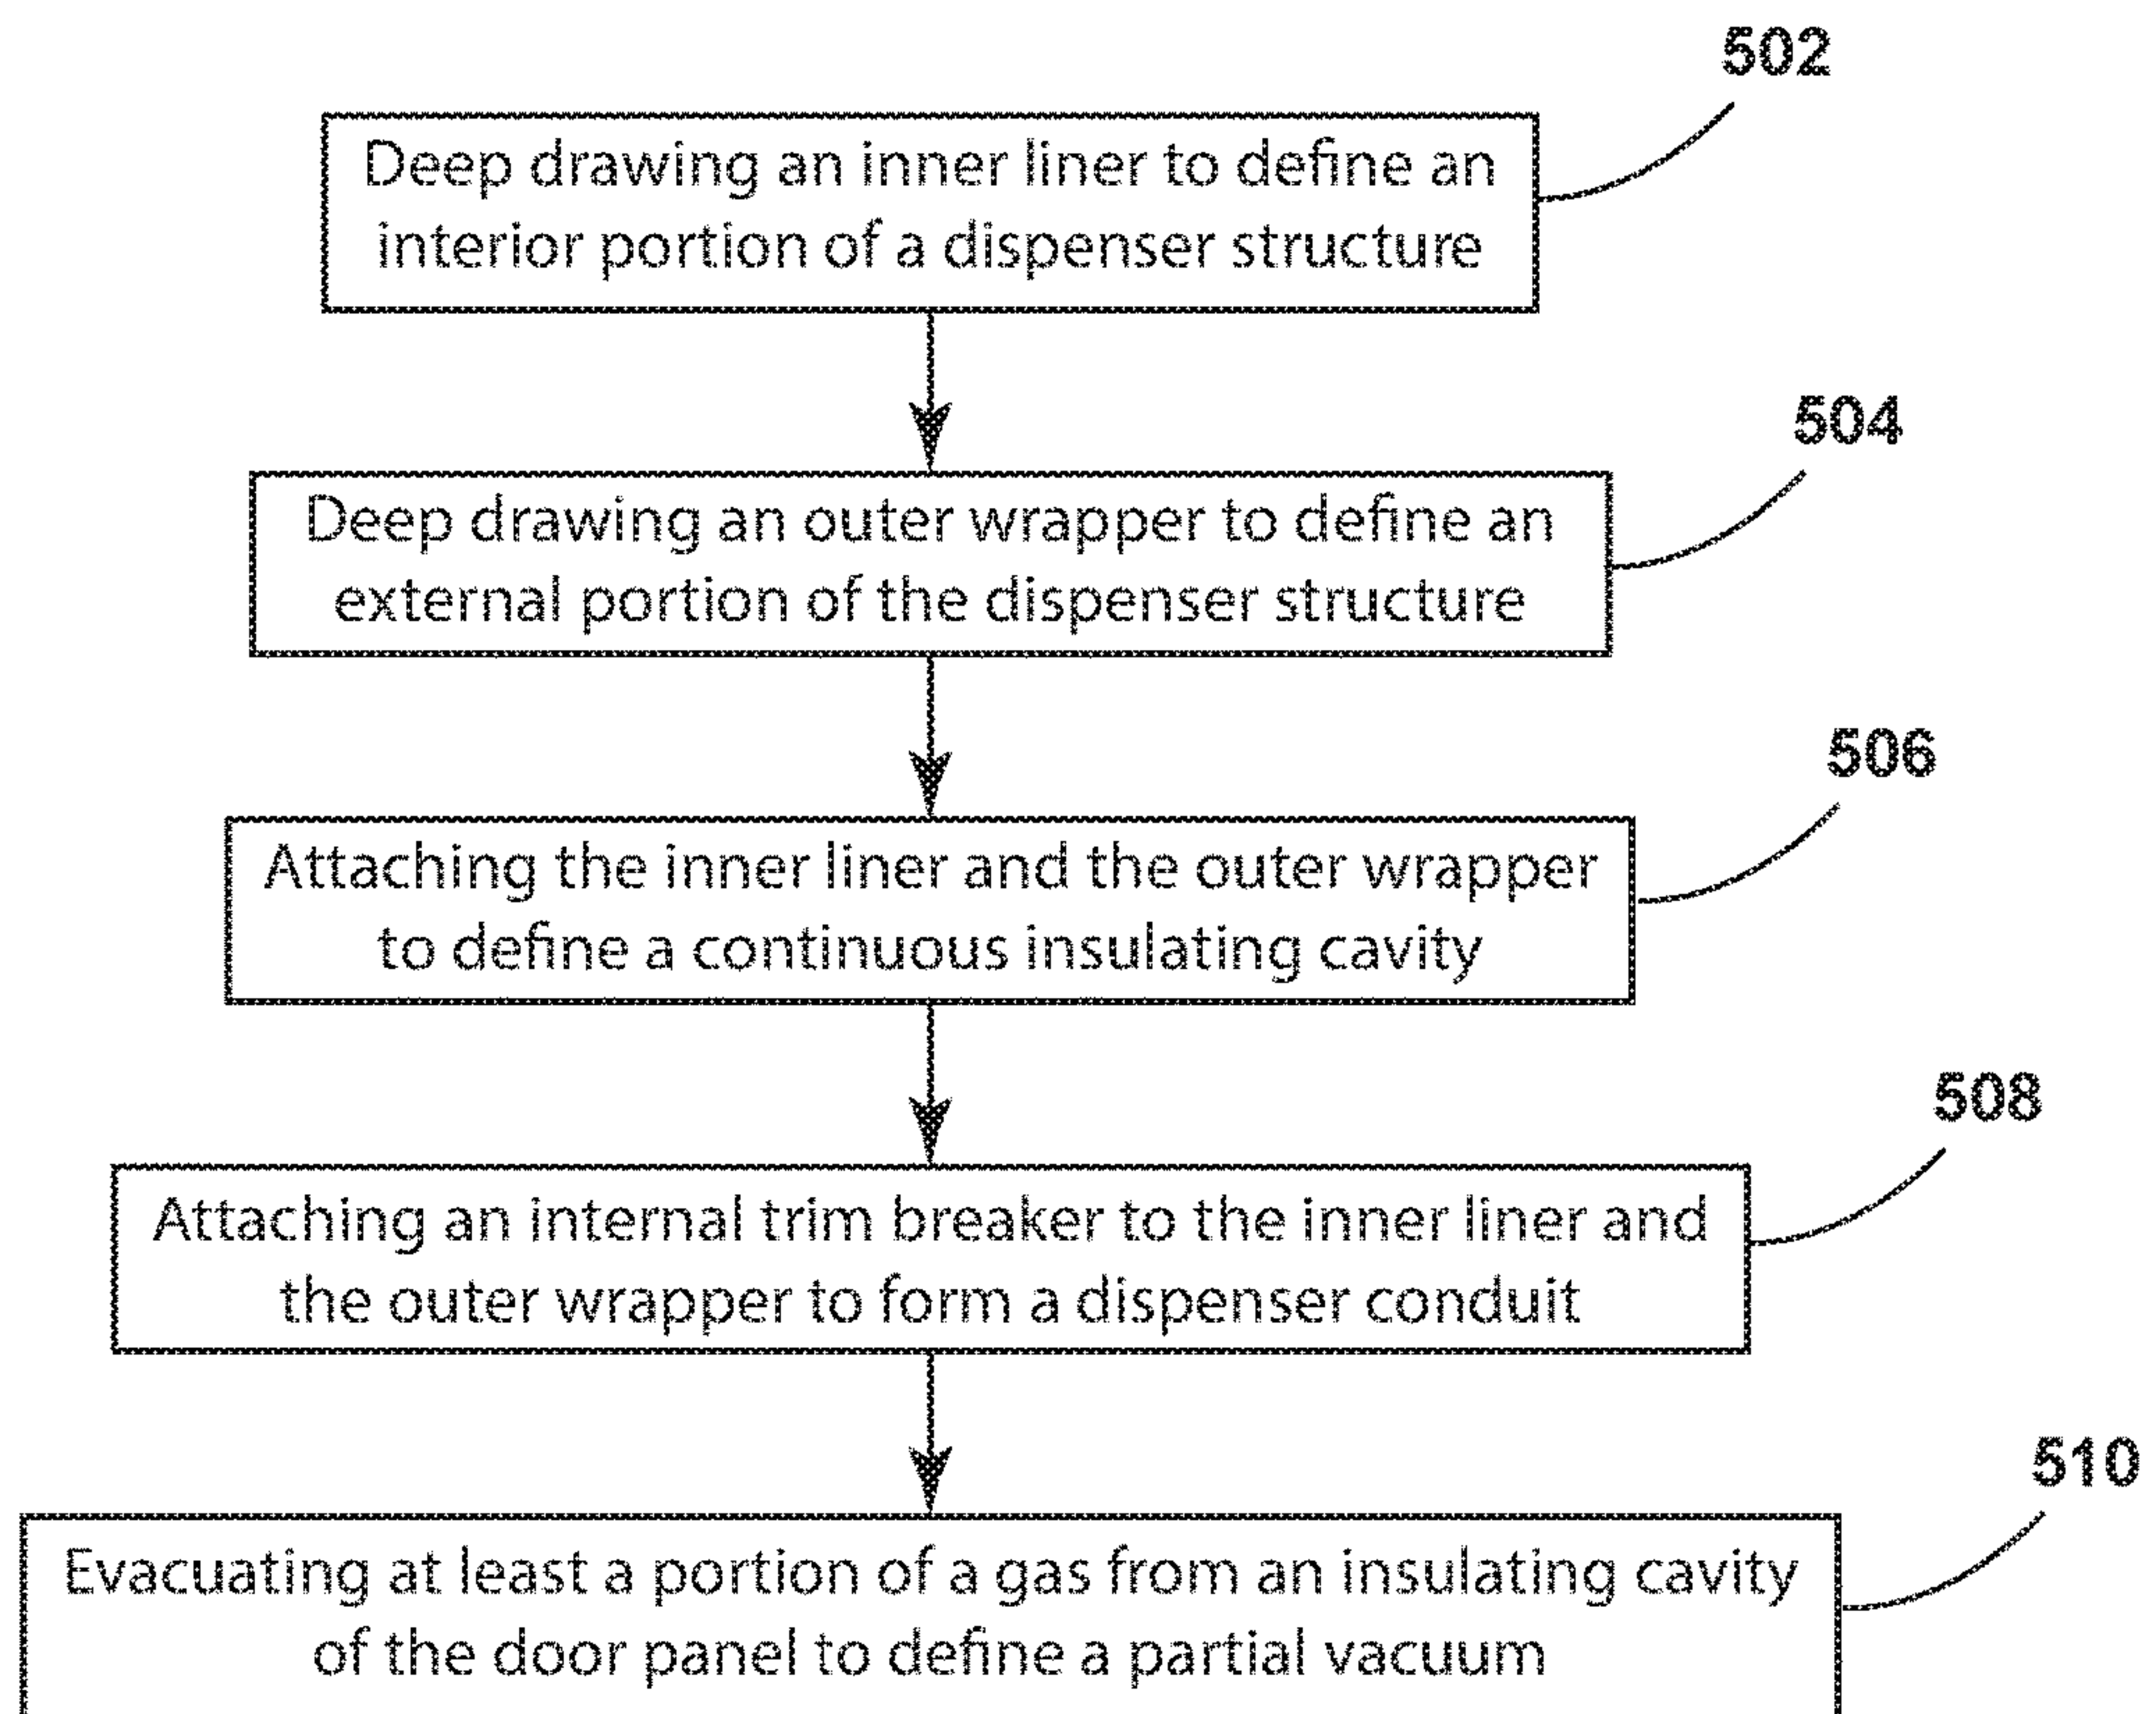 502
Deep drawing an inner liner to define an
interior portion of a dispenser structure
504
Deep drawing an outer wrapper to define an
external portion of the dispenser structure
506
Attaching the inner liner and the outer wrapper
to define a continuous insulating cavity
508
Attaching an internal trim breaker to the inner liner and
the outer wrapper to form a dispenser conduit
510
Evacuating at least a portion of a gas from an insulating cavity
of the door panel to define a partial vacuum